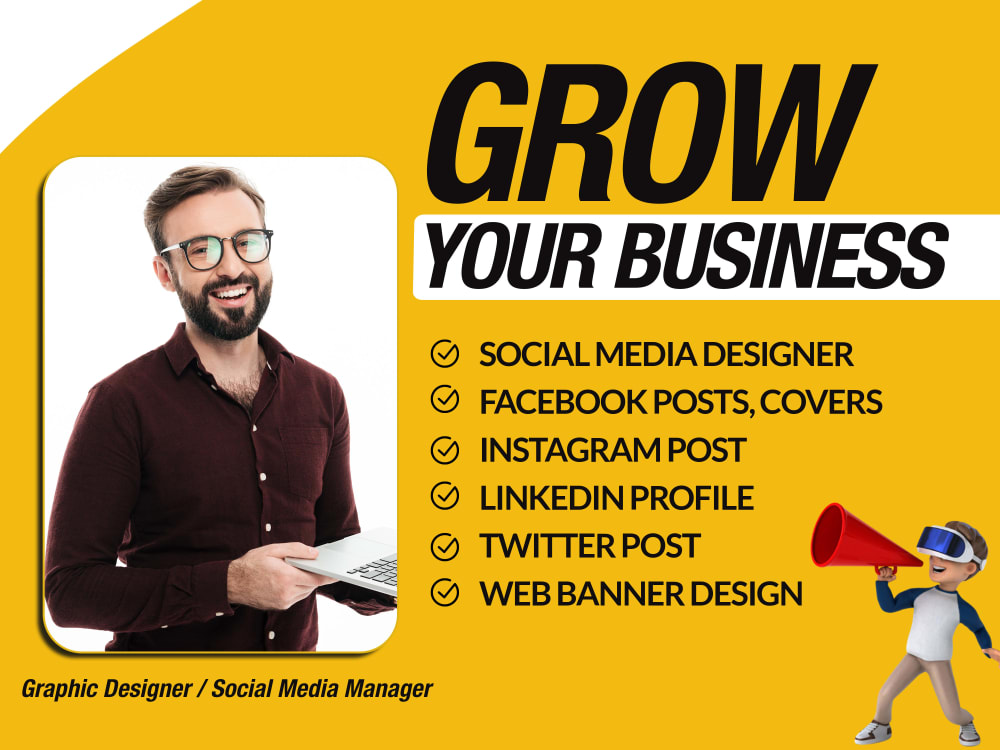 GROW
YOUR BUSINESS
SOCIAL MEDIA DESIGNER
FACEBOOK POSTS, COVERS
INSTAGRAM POST
LINKEDIN PROFILE
TWITTER POST
WEB BANNER DESIGN
Graphic Designer / Social Media Manager